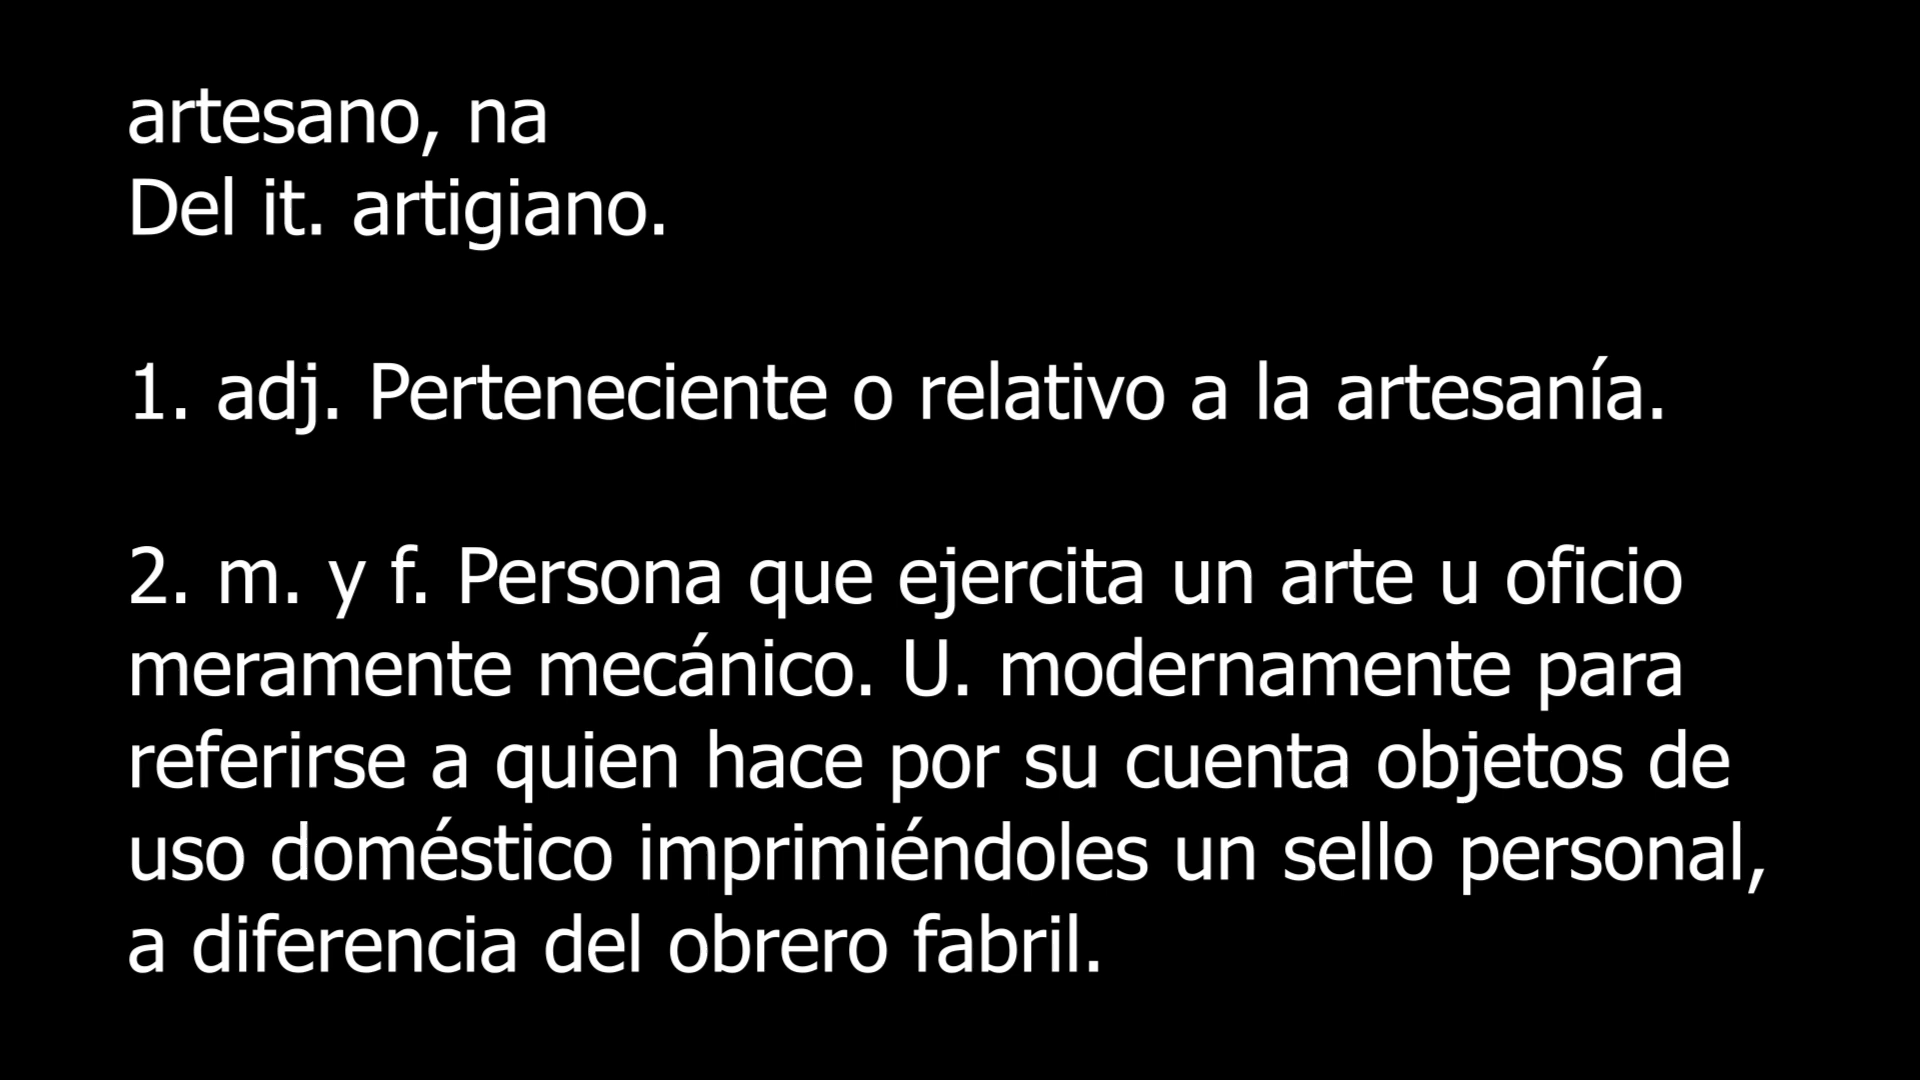 artesano, na
Del it. artigiano.
1. adj. Perteneciente o relativo a la artesanía.
2. m. y f. Persona que ejercita un arte u oficio
meramente mecánico. U. modernamente para
referirse a quien hace por su cuenta objetos de
uso doméstico imprimiéndoles un sello personal,
a diferencia del obrero fabril.